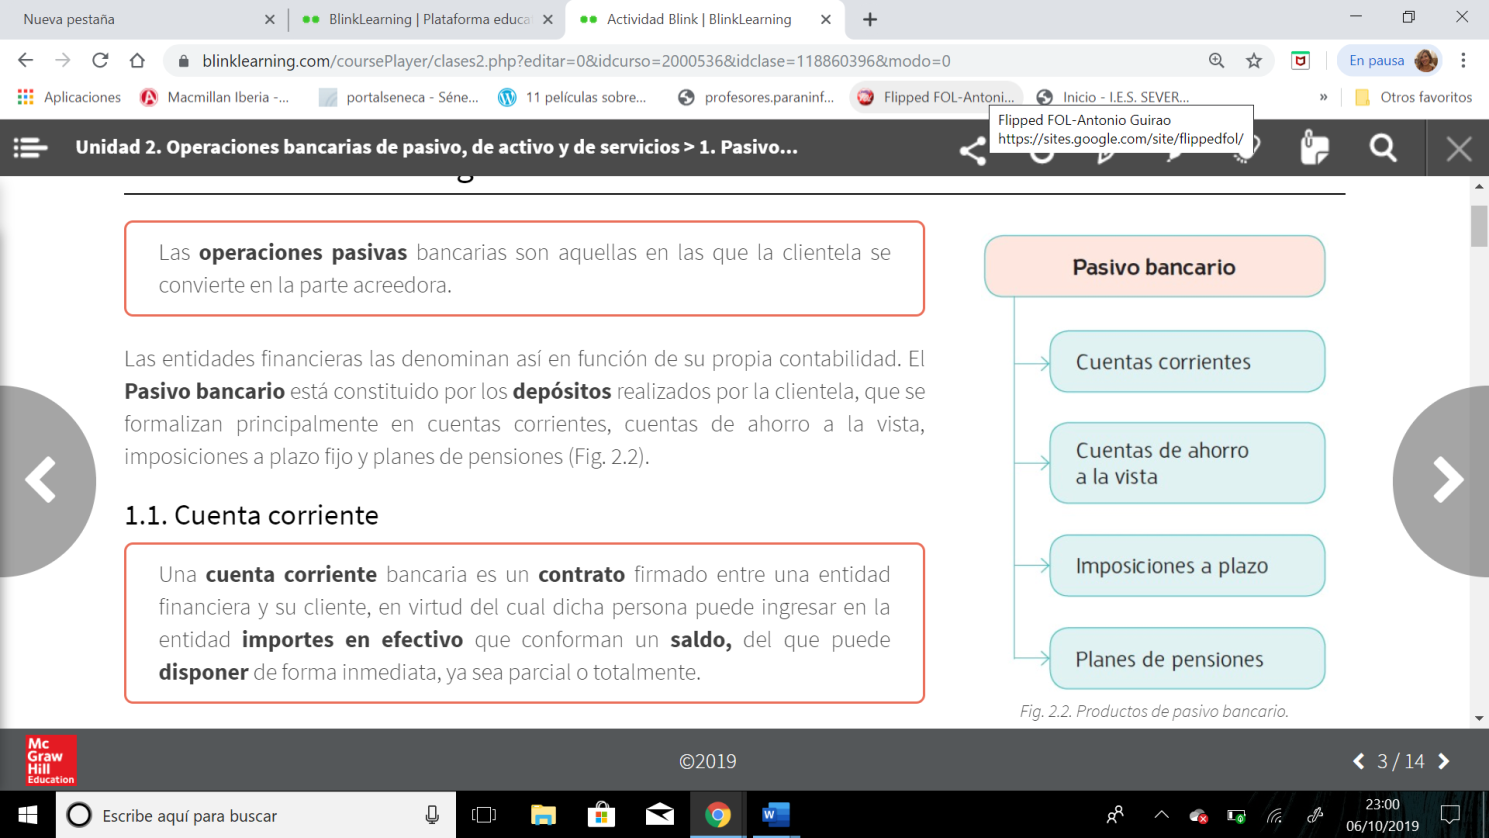 Nueva pestaña
BlinkLearning | Plataforma educa
Actividad Blink | BlinkLearning
blinklearning.com/coursePlayer/clases2.php?editar=0&idcurso=2000536&idclase=118860396&modo=0
En pausa
Aplicaciones
Macmillan Iberia -...
portalseneca - Séne...
11 películas sobre...
profesores.paraninf...
Flipped FOL-Antoni...
Inicio - I.E.S. SEVER...
»
Otros favoritos
Flipped FOL-Antonio Guirao
https://sites.google.com/site/flippedfol/
Unidad 2. Operaciones bancarias de pasivo, de activo y de servicios > 1. Pasivo...
Las operaciones pasivas bancarias son aquellas en las que la clientela se
convierte en la parte acreedora.
Las entidades financieras las denominan así en función de su propia contabilidad. El
Pasivo bancario está constituido por los depósitos realizados por la clientela, que se
formalizan principalmente en cuentas corrientes, cuentas de ahorro a la vista,
imposiciones a plazo fijo y planes de pensiones (Fig. 2.2).
1.1. Cuenta corriente
Una cuenta corriente bancaria es un contrato firmado entre una entidad
financiera y su cliente, en virtud del cual dicha persona puede ingresar en la
entidad importes en efectivo que conforman un saldo, del que puede
disponer de forma inmediata, ya sea parcial o totalmente.
Pasivo bancario
Cuentas corrientes
Cuentas de ahorro
a la vista
Imposiciones a plazo
Planes de pensiones
Fig. 2.2. Productos de pasivo bancario.
Mc
Graw
Hill
Education
©2019
3 / 14
Escribe aquí para buscar
23:00
06/10/2019